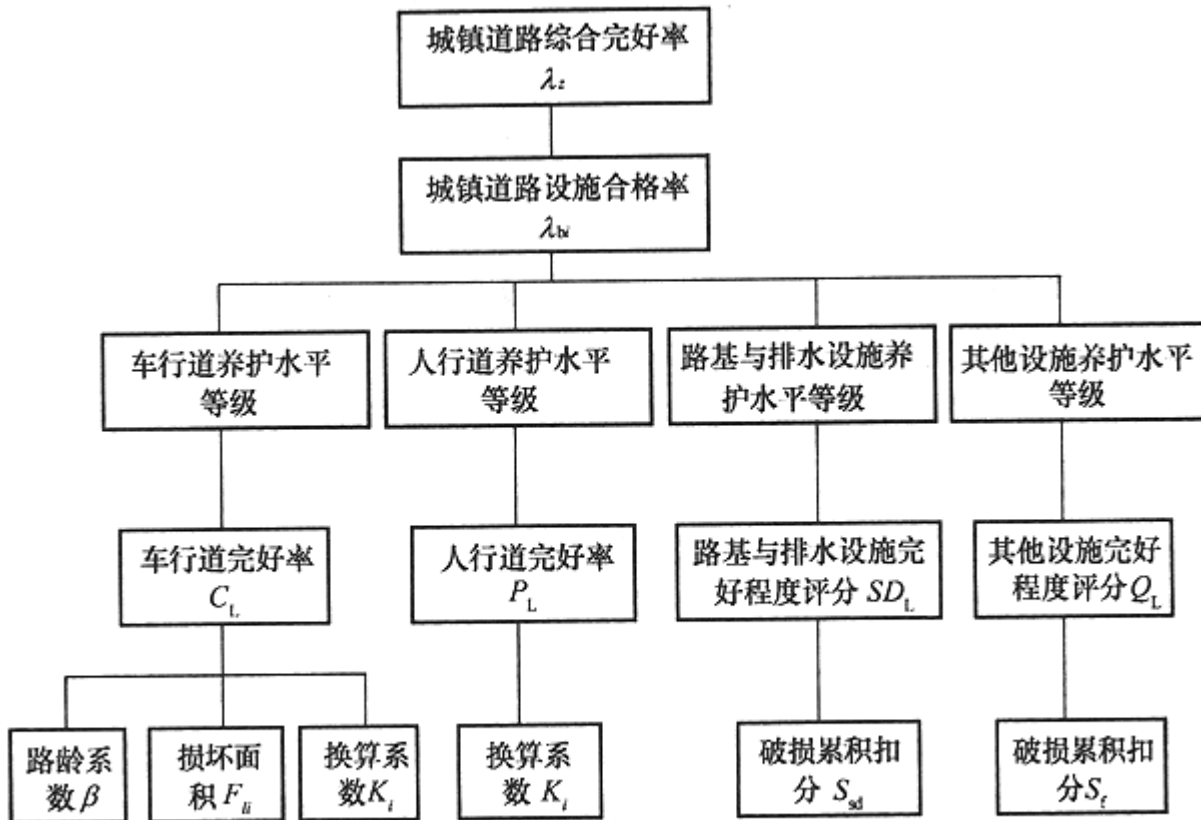 城镇道路综合完好率
λz
城镇道路设施合格率
λbi
车行道养护水平
等级
人行道养护水平
等级
路基与排水设施养
护水平等级
其他设施养护水平
等级
车行道完好率
CL
人行道完好率
PL
路基与排水设施完
好程度评分 SDL
其他设施完好
程度评分QL
路龄系
数 β
损坏面
积 Fli
换算系
数Ki
换算系
数 Ki
破损累积扣
分 Ssd
破损累积扣
分Sf